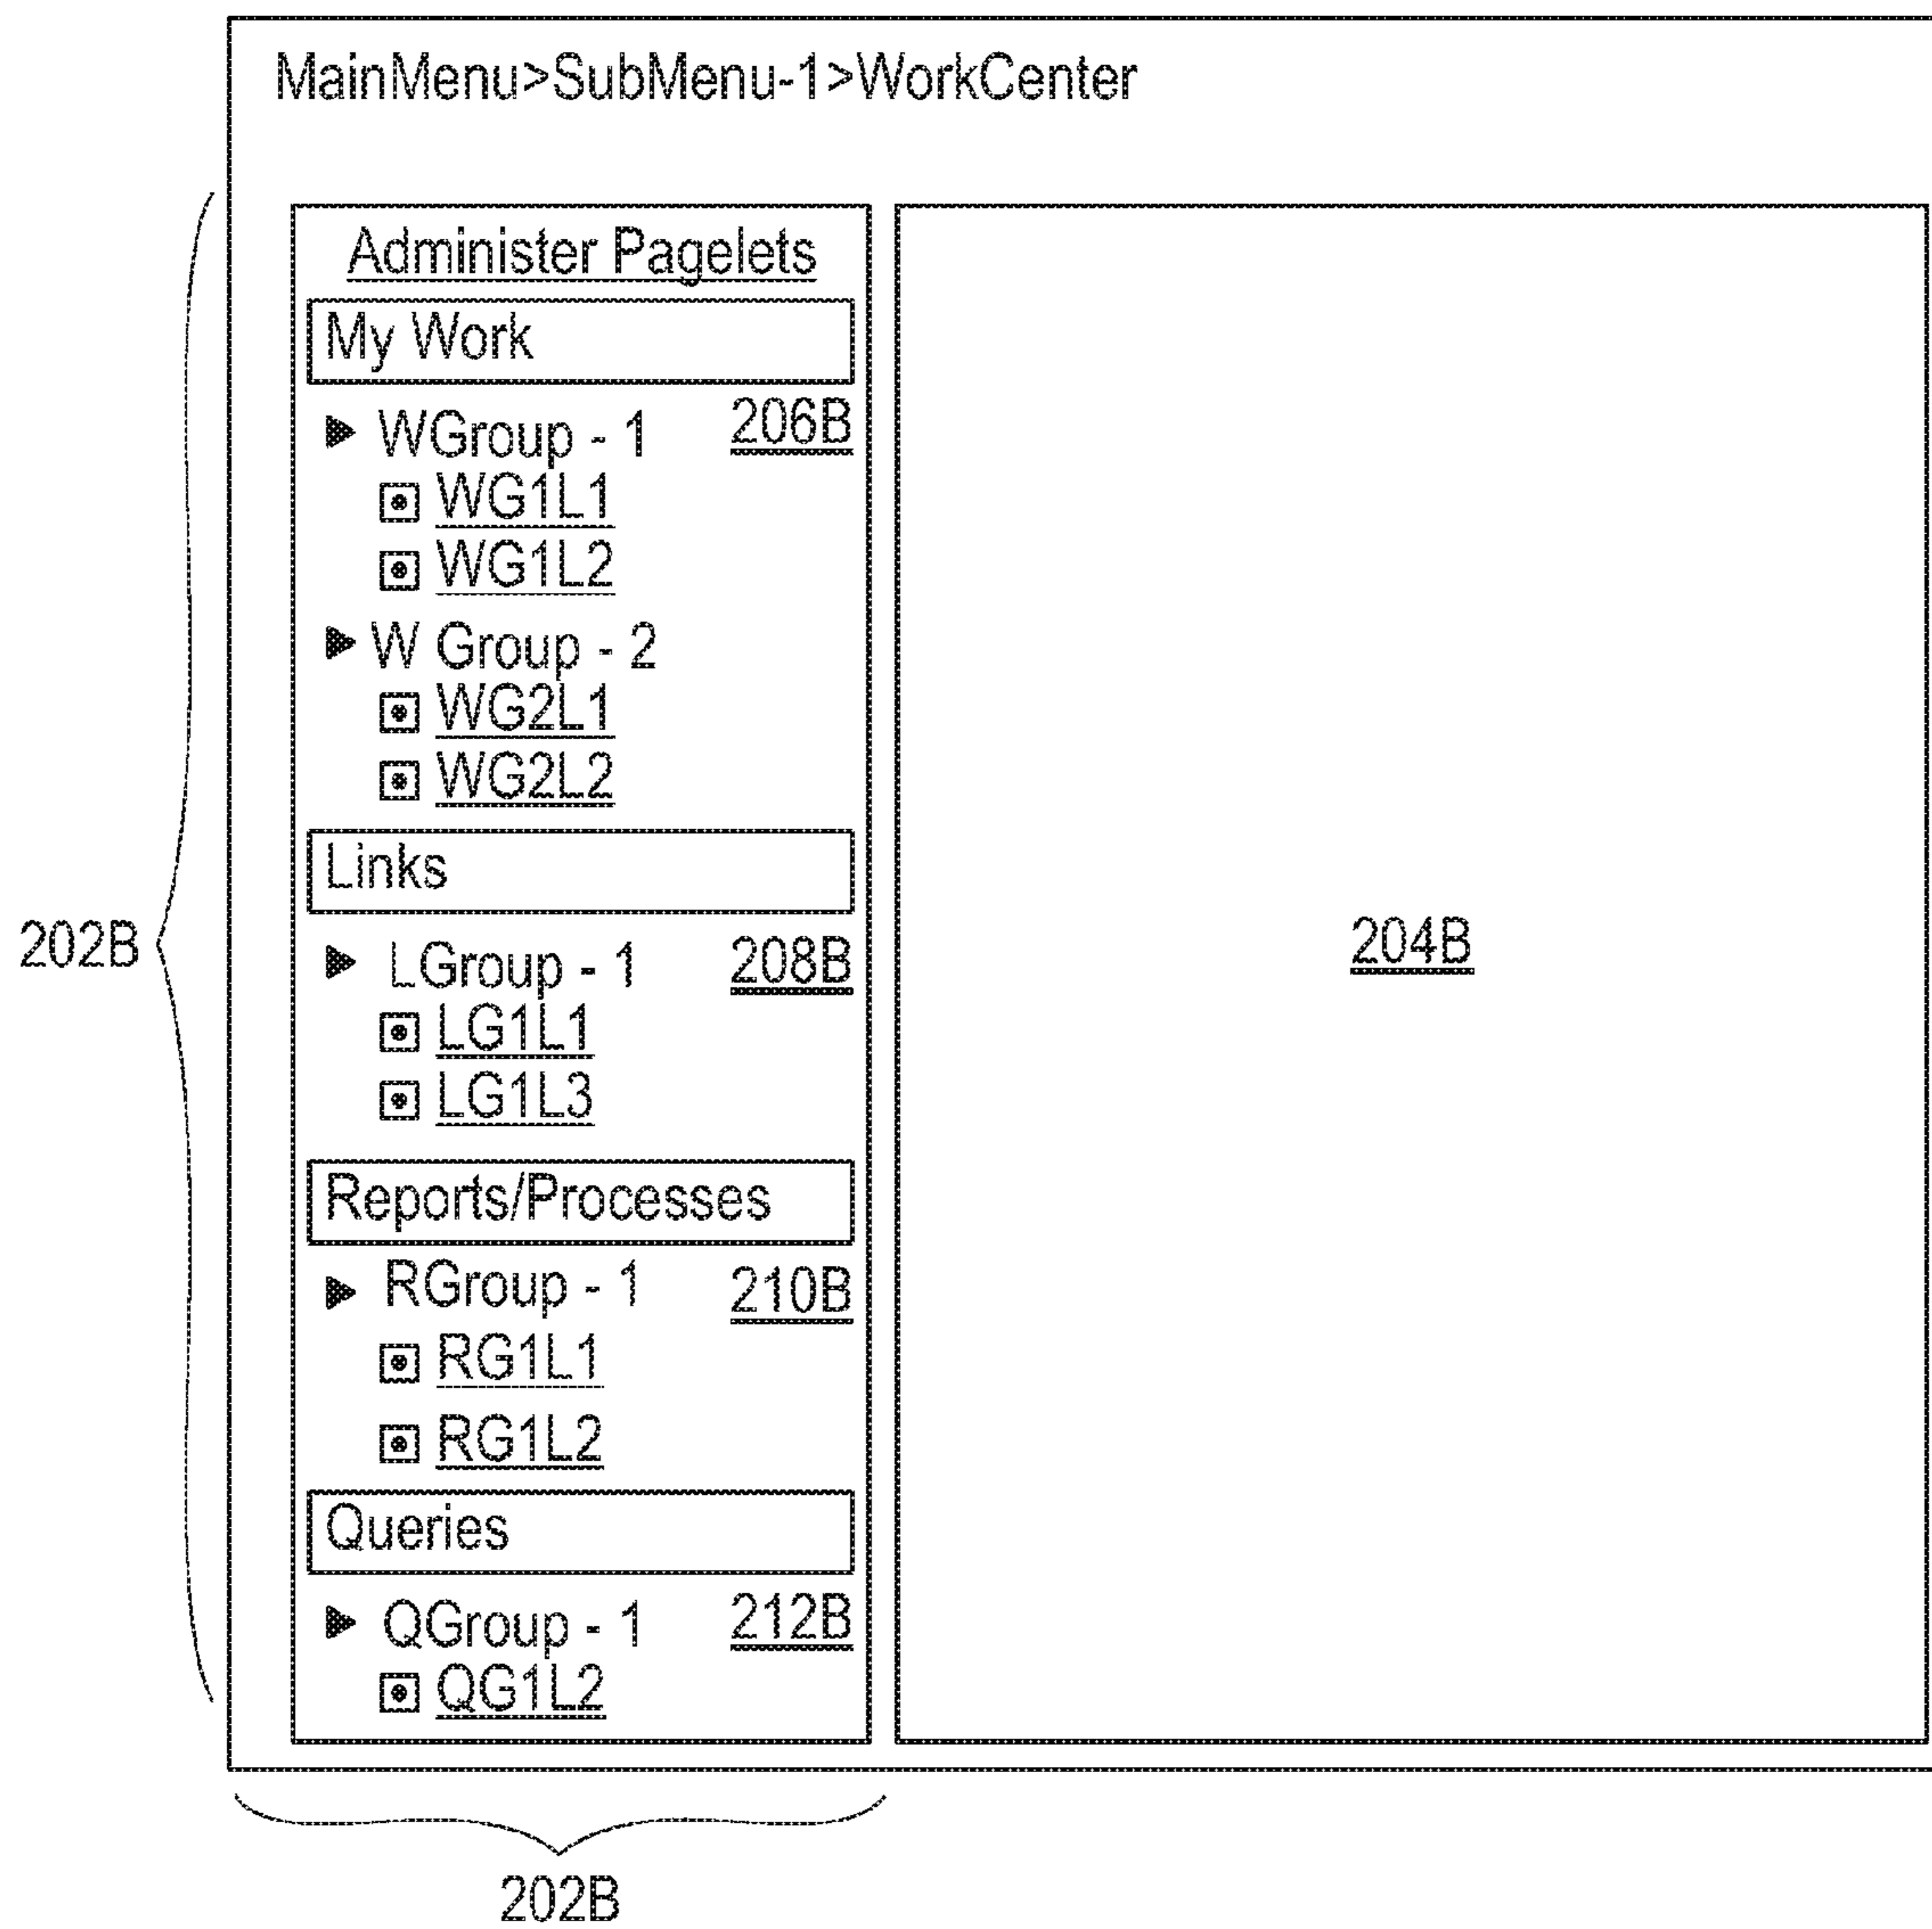 MainMenu>SubMenu-1>WorkCenter
Administer Pagelets
My Work
WGroup - 1 206B
WG1L1
WG1L2
W Group - 2
WG2L1
WG2L2
Links
LGroup - 1 208B
LG1L1
LG1L3
Reports/Processes
RGroup - 1 210B
RG1L1
RG1L2
Queries
QGroup - 1 212B
QG1L2
202B
204B
202B